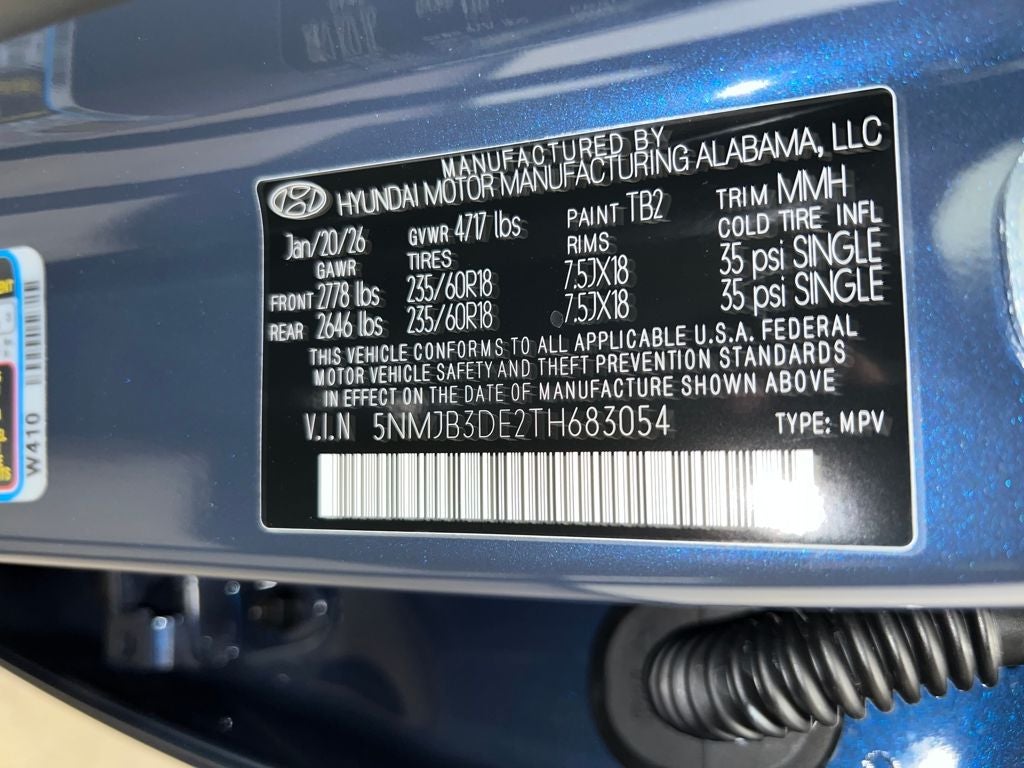 MANUFACTURED BY
HYUNDAI MOTOR MANUFACTURING ALABAMA, LLC
Jan/20/26 GVWR 4717 lbs PAINT TB2 TRIM MMH
GAWR TIRES RIMS COLD TIRE INFL
FRONT 2778 lbs 235/60R18 7.5JX18 35 psi SINGLE
REAR 2646 lbs 235/60R18 7.5JX18 35 psi SINGLE
THIS VEHICLE CONFORMS TO ALL APPLICABLE U.S.A. FEDERAL
MOTOR VEHICLE SAFETY AND THEFT PREVENTION STANDARDS
IN EFFECT ON THE DATE OF MANUFACTURE SHOWN ABOVE
V.I.N 5NMJB3DE2TH683054 TYPE: MPV
W410